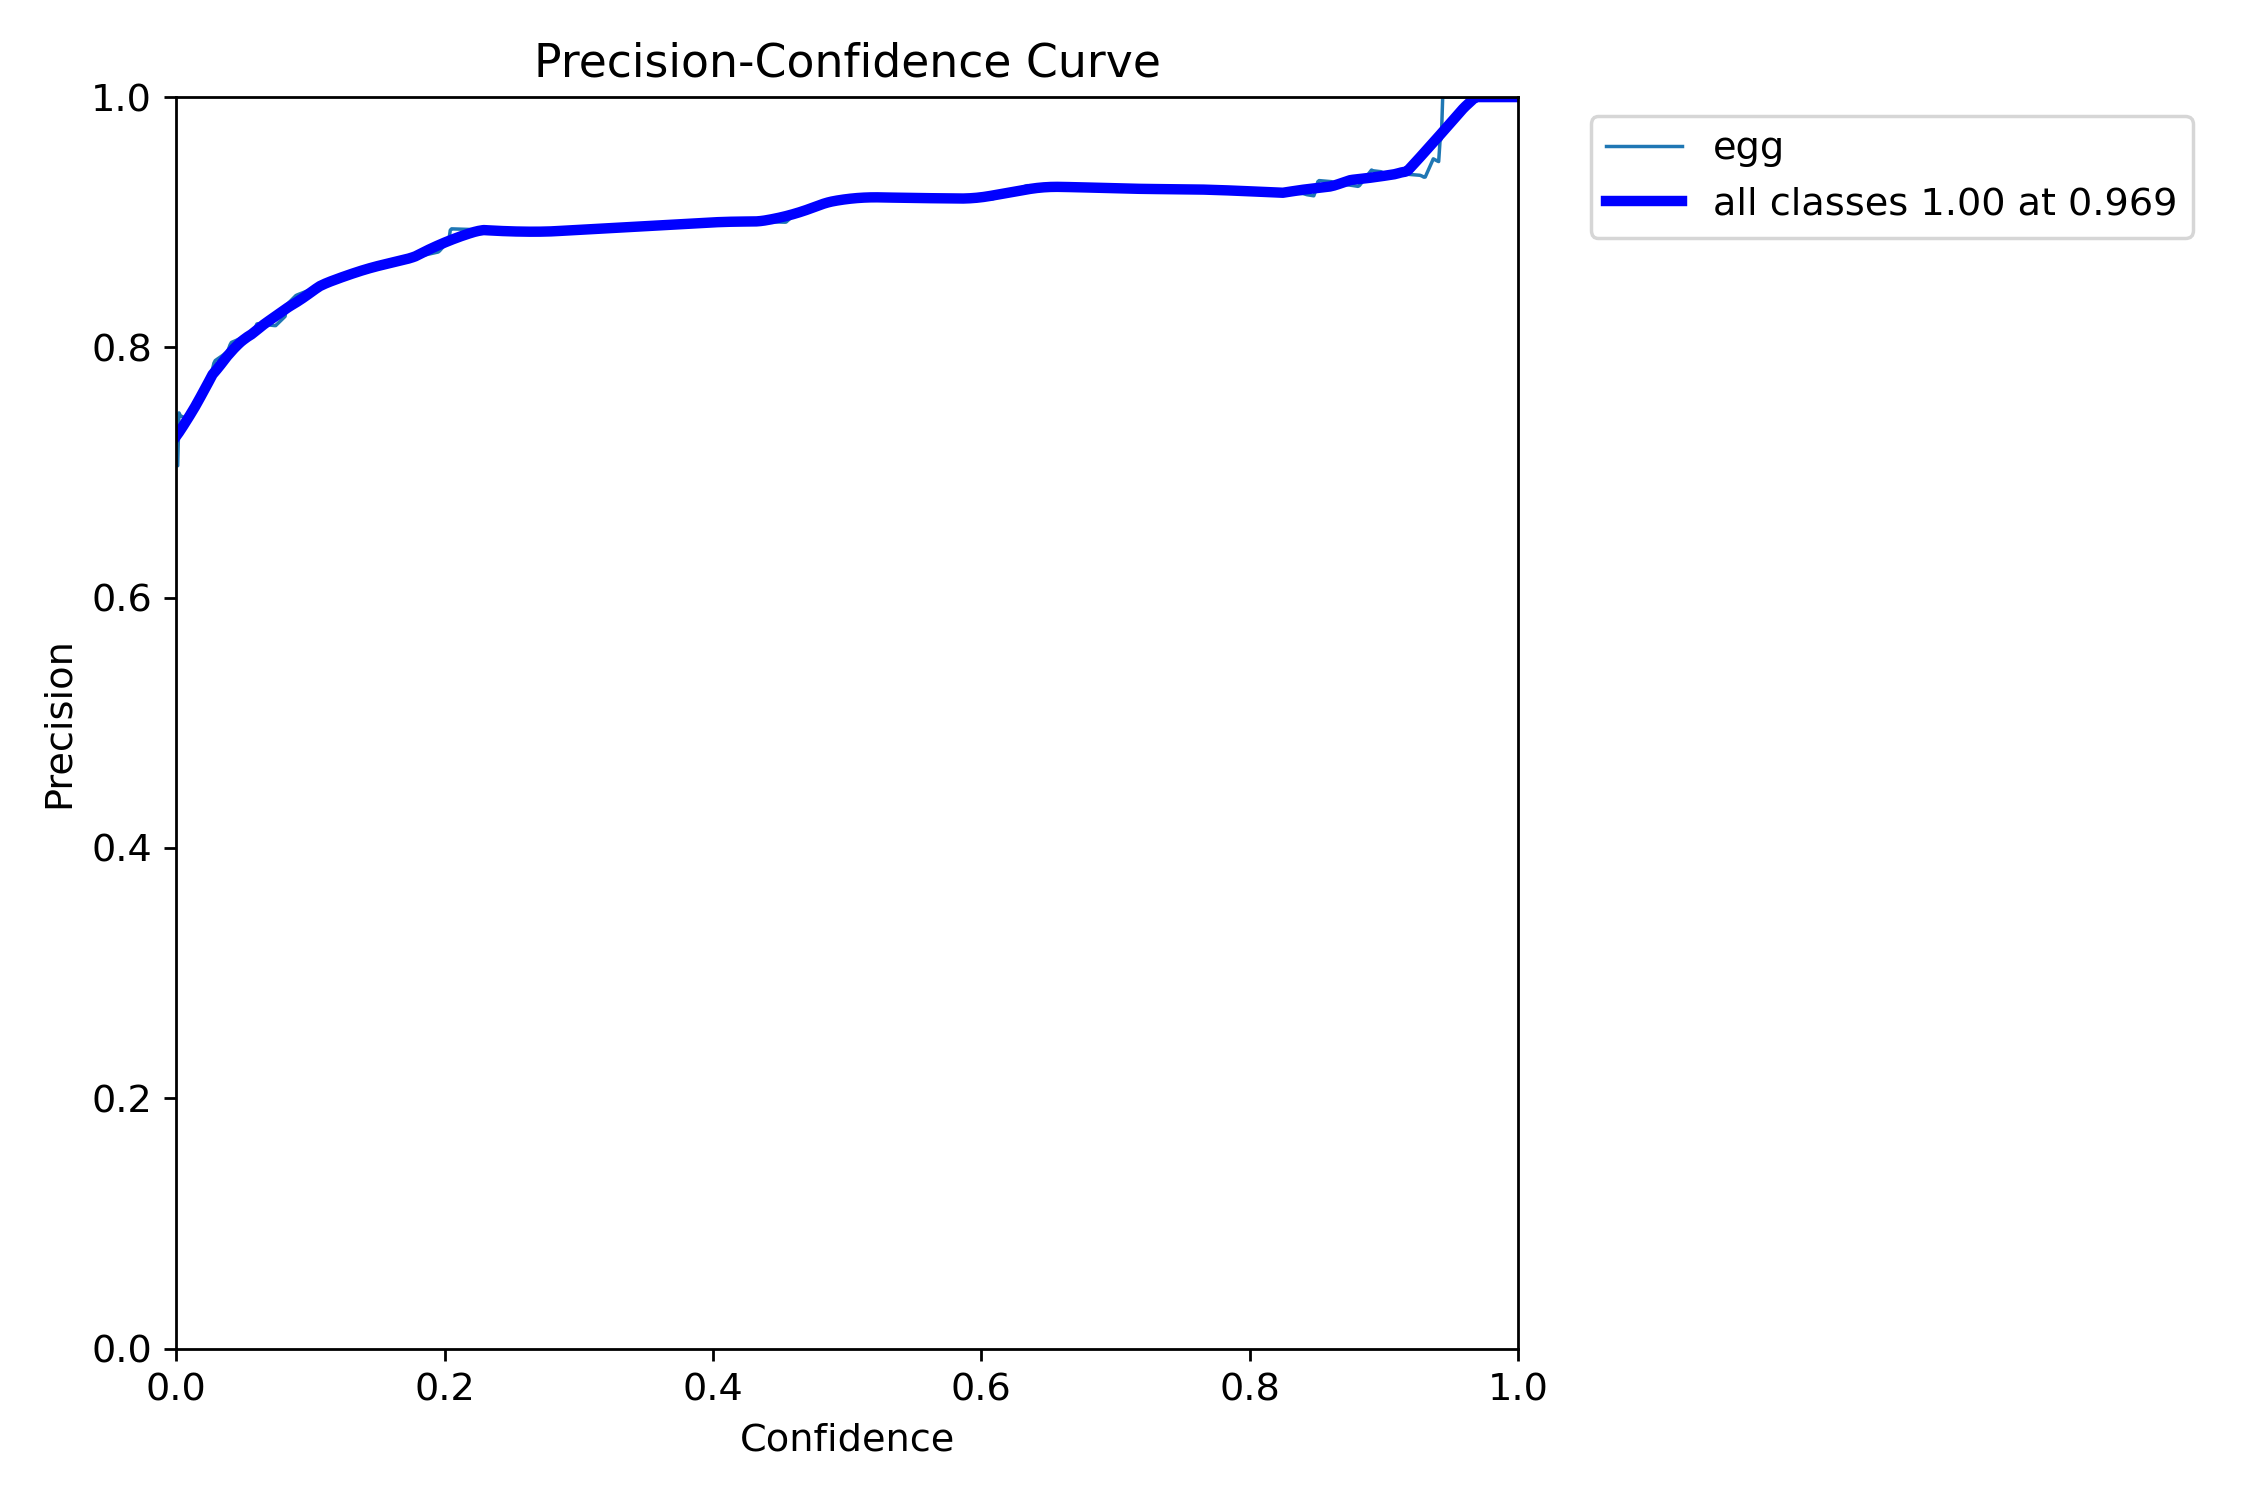 Precision-Confidence Curve
1.0
0.8
0.6
0.4
0.2
0.0
Precision
0.0 0.2 0.4 0.6 0.8 1.0
Confidence
egg
all classes 1.00 at 0.969